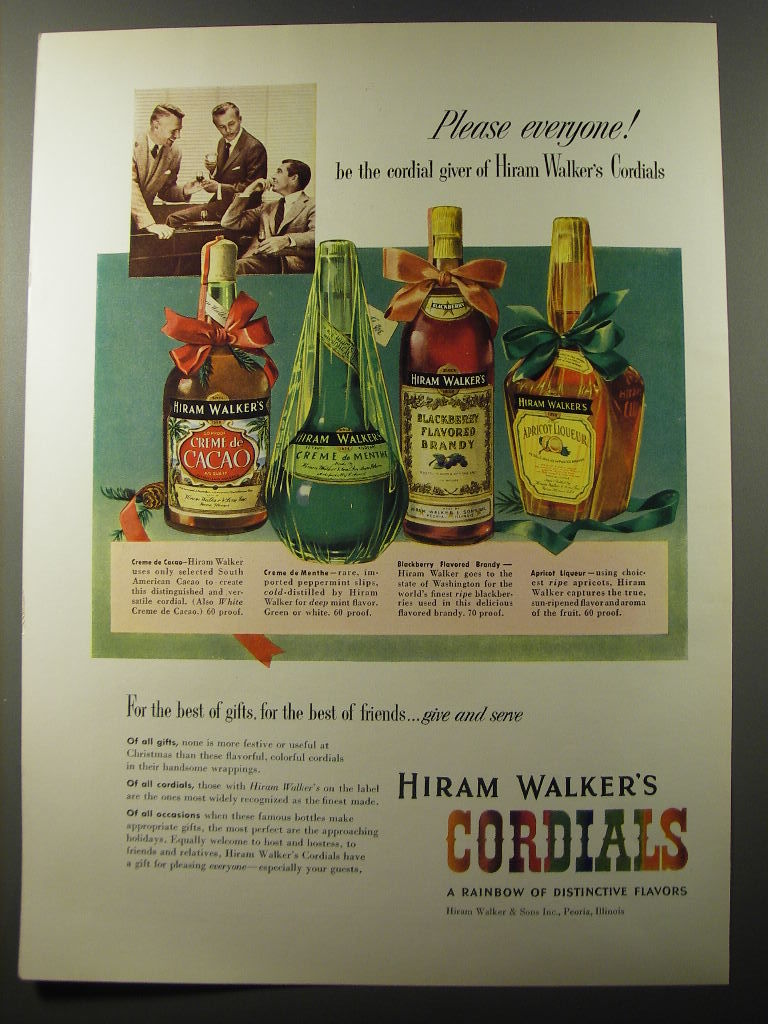 Please everyone!
be the cordial giver of Hiram Walker's Cordials
HIRAM WALKER'S
CREME de
CACAO
HIRAM WALKER'S
CREME de MENTHE
BLACKBERRY
HIRAM WALKER'S
BLACKBERRY
FLAVORED
BRANDY
HIRAM WALKER & SONS INC.
PEORIA, ILLINOIS
HIRAM WALKER'S
APRICOT LIQUEUR
Creme de Cacao—Hiram Walker
uses only selected South
American Cacao to create
this distinguished and ver-
satile cordial. (Also White
Creme de Cacao.) 60 proof.
Creme de Menthe—rare, im-
ported peppermint slips,
cold-distilled by Hiram
Walker for deep mint flavor.
Green or white. 60 proof.
Blackberry Flavored Brandy—
Hiram Walker goes to the
state of Washington for the
world's finest ripe blackber-
ries used in this delicious
flavored brandy. 70 proof.
Apricot Liqueur—using choic-
est ripe apricots, Hiram
Walker captures the true,
sun-ripened flavor and aroma
of the fruit. 60 proof.
For the best of gifts, for the best of friends...give and serve
Of all gifts, none is more festive or useful at
Christmas than these flavorful, colorful cordials
in their handsome wrappings.
Of all cordials, those with Hiram Walker's on the label
are the ones most widely recognized as the finest made.
Of all occasions when these famous bottles make
appropriate gifts, the most perfect are the approaching
holidays. Equally welcome to host and hostess, to
friends and relatives, Hiram Walker's Cordials have
a gift for pleasing everyone—especially your guests.
HIRAM WALKER'S
CORDIALS
A RAINBOW OF DISTINCTIVE FLAVORS
Hiram Walker & Sons Inc., Peoria, Illinois